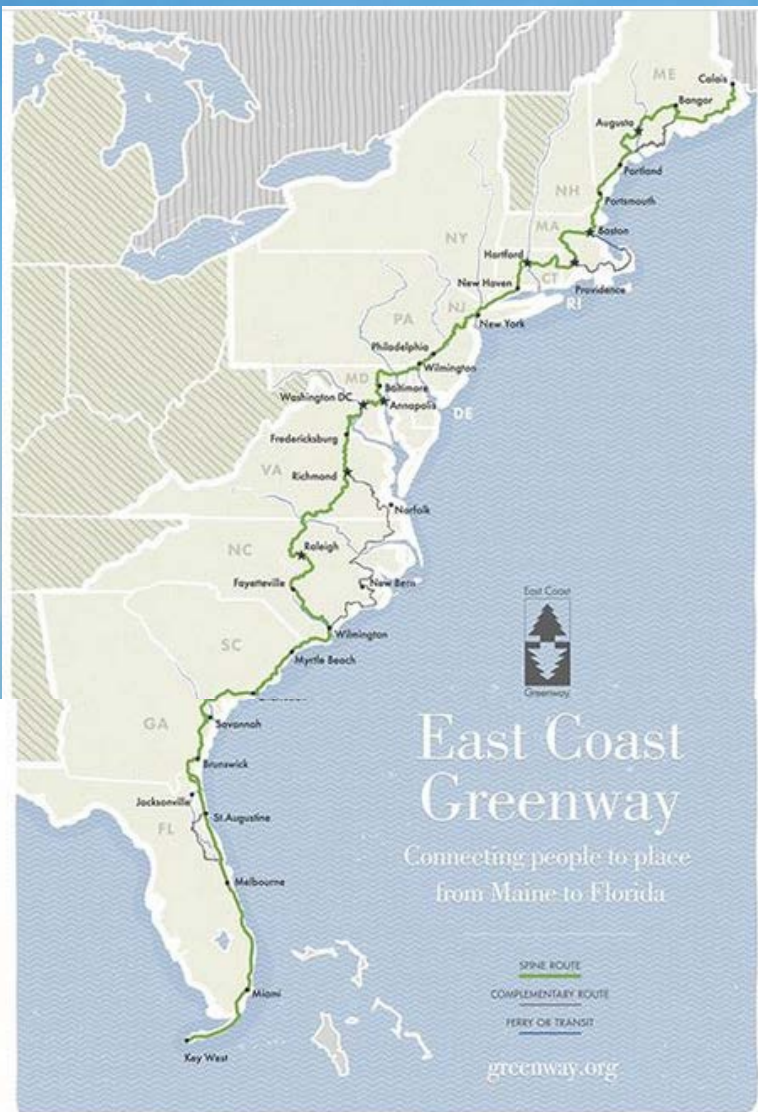 ME
Calais
Bangor
Augusta
Portland
NH
Portsmouth
MA
Boston
NY
Hartford
CT
Providence
RI
New Haven
PA
NJ
New York
Philadelphia
Wilmington
MD
Baltimore
Washington DC
Annapolis
DE
Fredericksburg
VA
Richmond
Norfolk
NC
Raleigh
Fayetteville
New Bern
Wilmington
SC
Myrtle Beach
GA
Savannah
Brunswick
Jacksonville
FL
St.Augustine
Melbourne
Miami
Key West
East Coast
Greenway
East Coast
Greenway
Connecting people to place
from Maine to Florida
SPINE ROUTE
COMPLEMENTARY ROUTE
FERRY OR TRANSIT
greenway.org